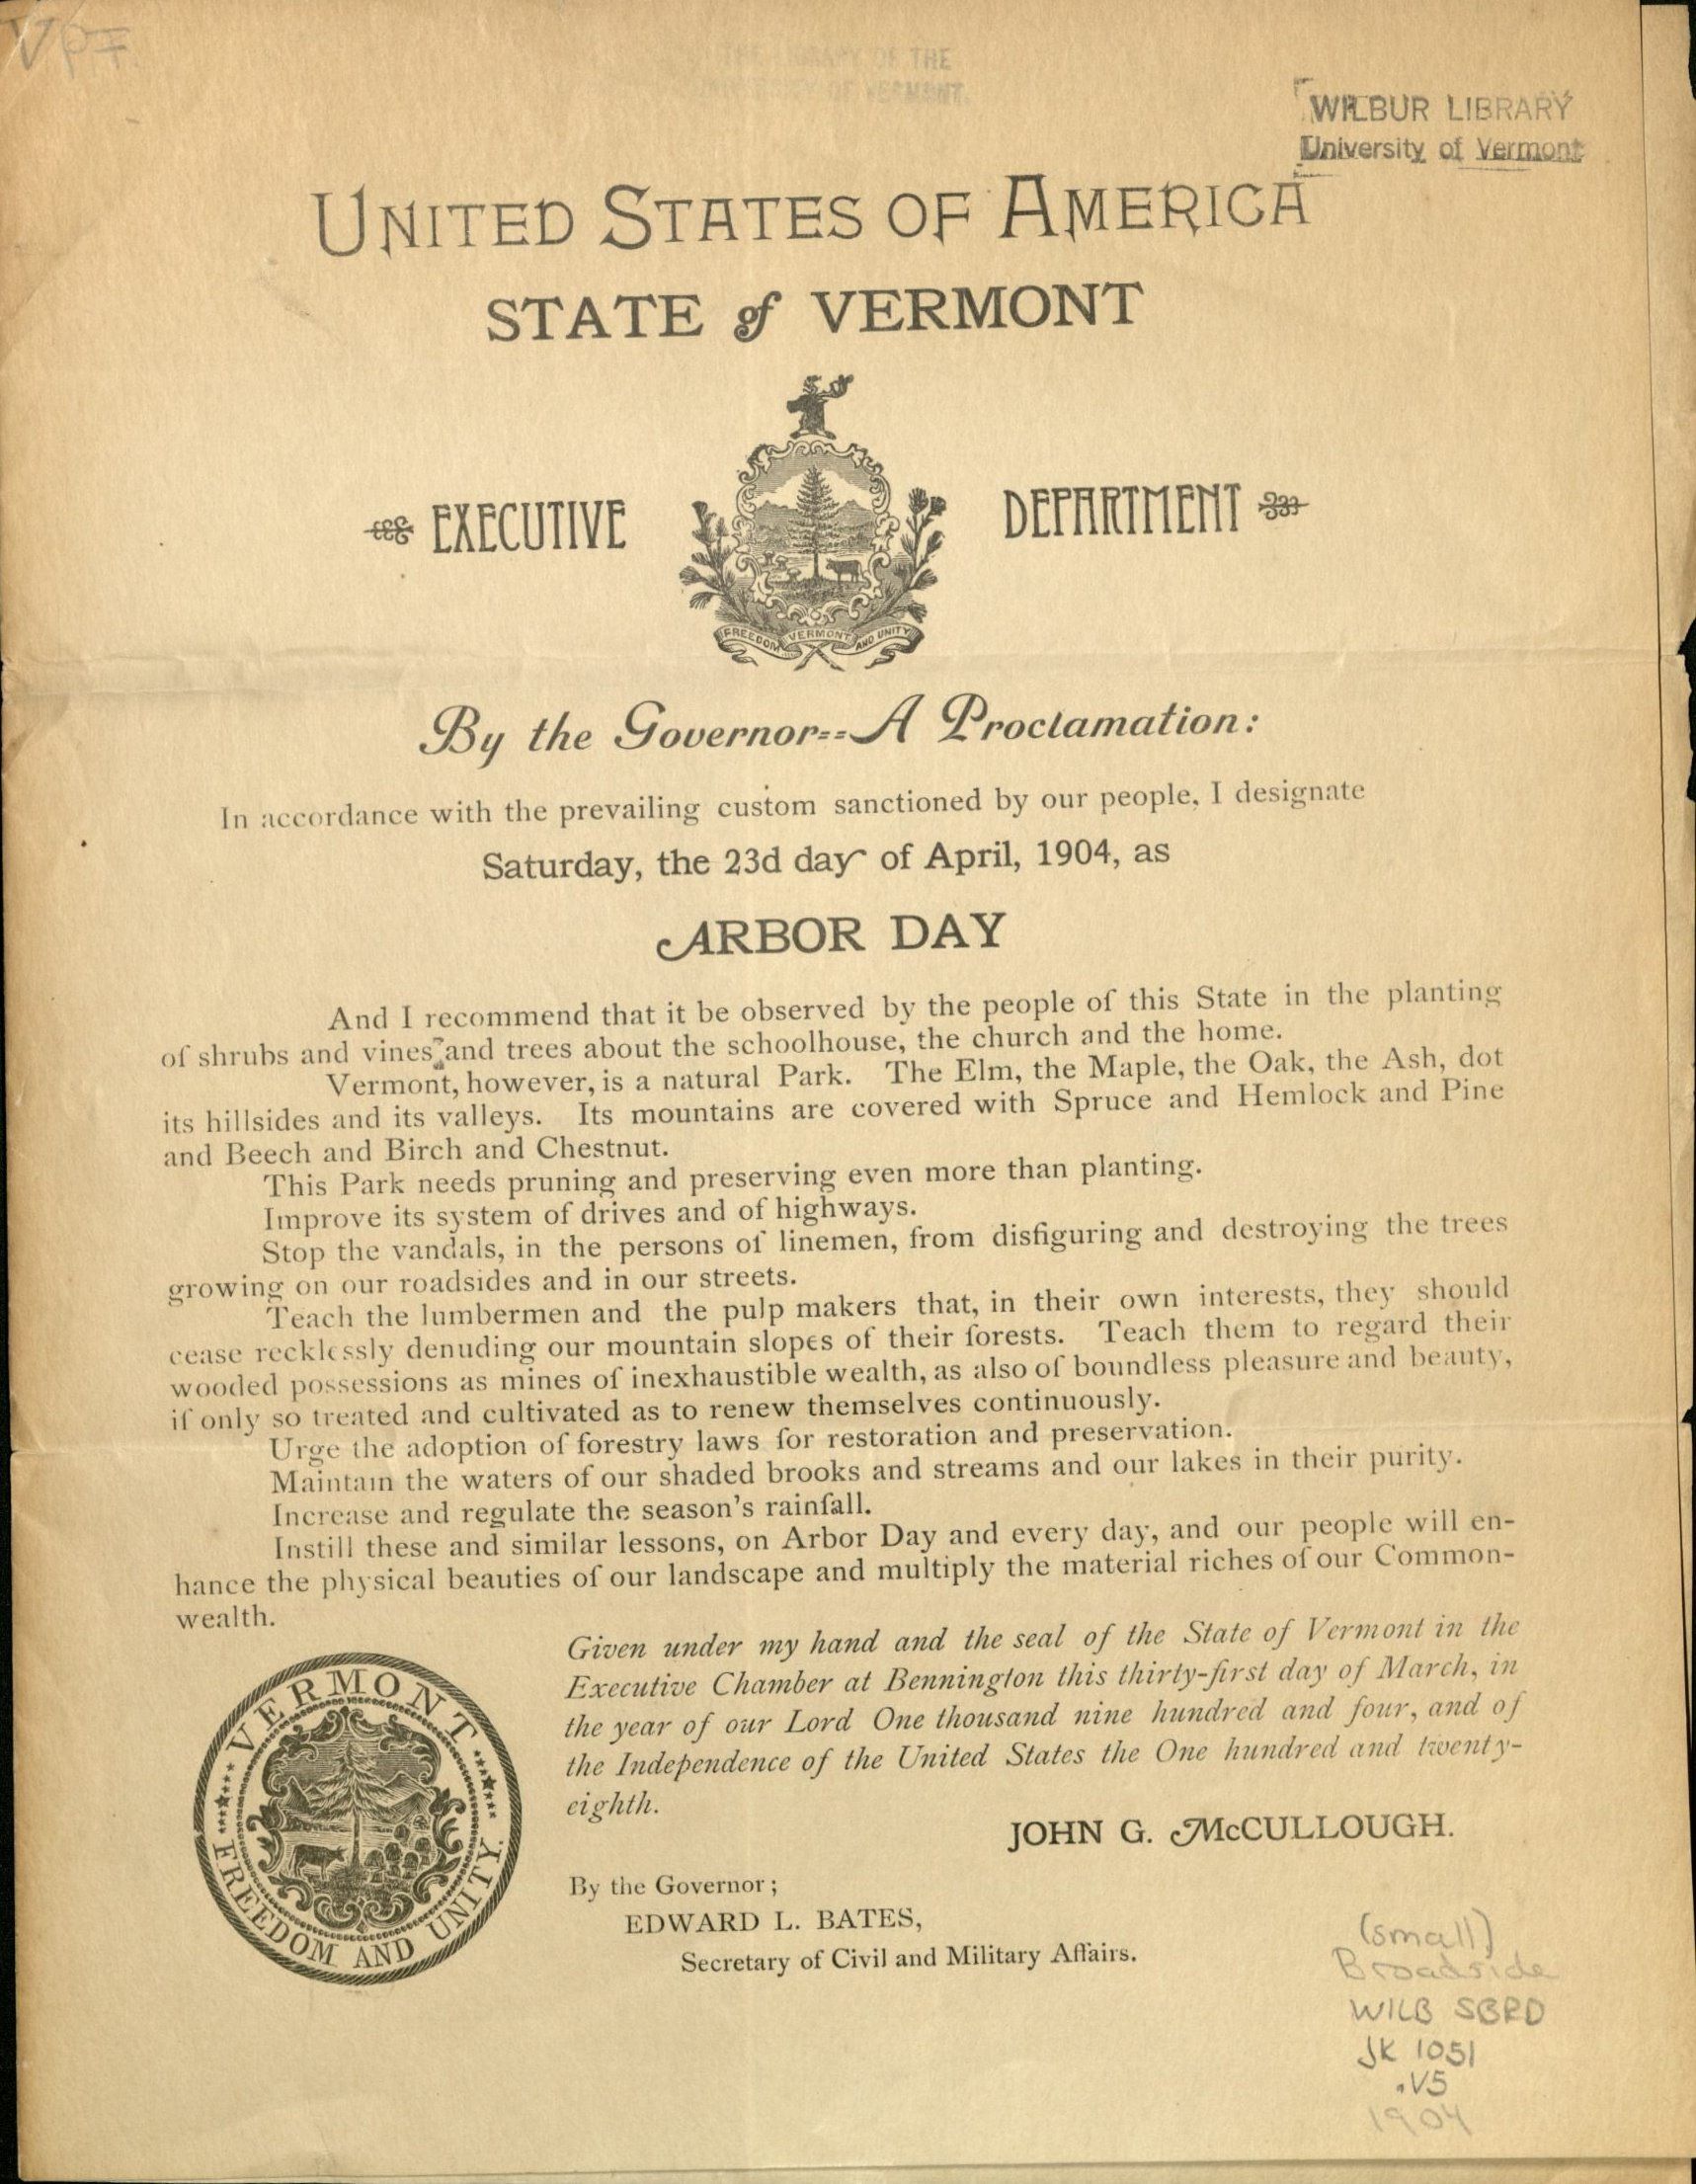 VPF.
THE LIBRARY OF THE
UNIVERSITY OF VERMONT.
WILBUR LIBRARY
University of Vermont
UNITED STATES OF AMERICA
STATE of VERMONT
EXECUTIVE DEPARTMENT
FREEDOM VERMONT AND UNITY
By the Governor==A Proclamation:
In accordance with the prevailing custom sanctioned by our people, I designate
Saturday, the 23d day of April, 1904, as
ARBOR DAY
And I recommend that it be observed by the people of this State in the planting
of shrubs and vines and trees about the schoolhouse, the church and the home.
Vermont, however, is a natural Park. The Elm, the Maple, the Oak, the Ash, dot
its hillsides and its valleys. Its mountains are covered with Spruce and Hemlock and Pine
and Beech and Birch and Chestnut.
This Park needs pruning and preserving even more than planting.
Improve its system of drives and of highways.
Stop the vandals, in the persons of linemen, from disfiguring and destroying the trees
growing on our roadsides and in our streets.
Teach the lumbermen and the pulp makers that, in their own interests, they should
cease recklessly denuding our mountain slopes of their forests. Teach them to regard their
wooded possessions as mines of inexhaustible wealth, as also of boundless pleasure and beauty,
if only so treated and cultivated as to renew themselves continuously.
Urge the adoption of forestry laws for restoration and preservation.
Maintain the waters of our shaded brooks and streams and our lakes in their purity.
Increase and regulate the season's rainfall.
Instill these and similar lessons, on Arbor Day and every day, and our people will en-
hance the physical beauties of our landscape and multiply the material riches of our Common-
wealth.
Given under my hand and the seal of the State of Vermont in the
Executive Chamber at Bennington this thirty-first day of March, in
the year of our Lord One thousand nine hundred and four, and of
the Independence of the United States the One hundred and twenty-
eighth.
JOHN G. McCULLOUGH.
By the Governor;
EDWARD L. BATES,
Secretary of Civil and Military Affairs.
VERMONT
FREEDOM AND UNITY.
(small)
Broadside
WILB SBRD
JK 1051
.V5
1904